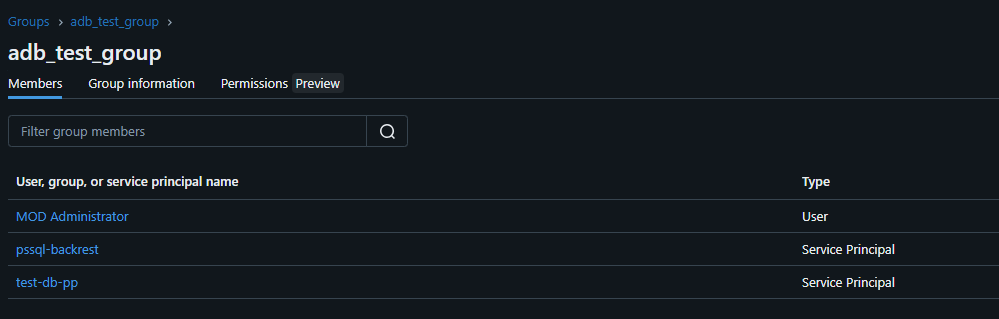 Groups > adb_test_group >
adb_test_group
Members Group information Permissions Preview
Filter group members
User, group, or service principal name Type
MOD Administrator User
pssql-backrest Service Principal
test-db-pp Service Principal